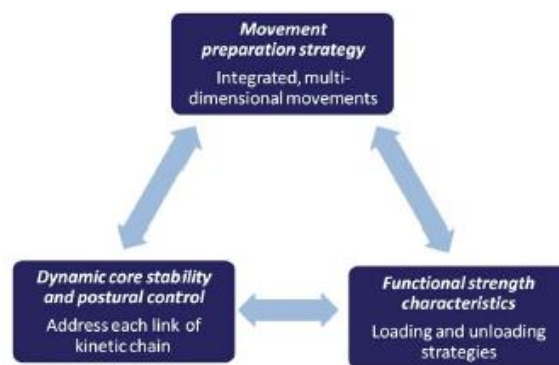 Movement
preparation strategy
Integrated, multi-
dimensional movements
Dynamic core stability
and postural control
Address each link of
kinetic chain
Functional strength
characteristics
Loading and unloading
strategies